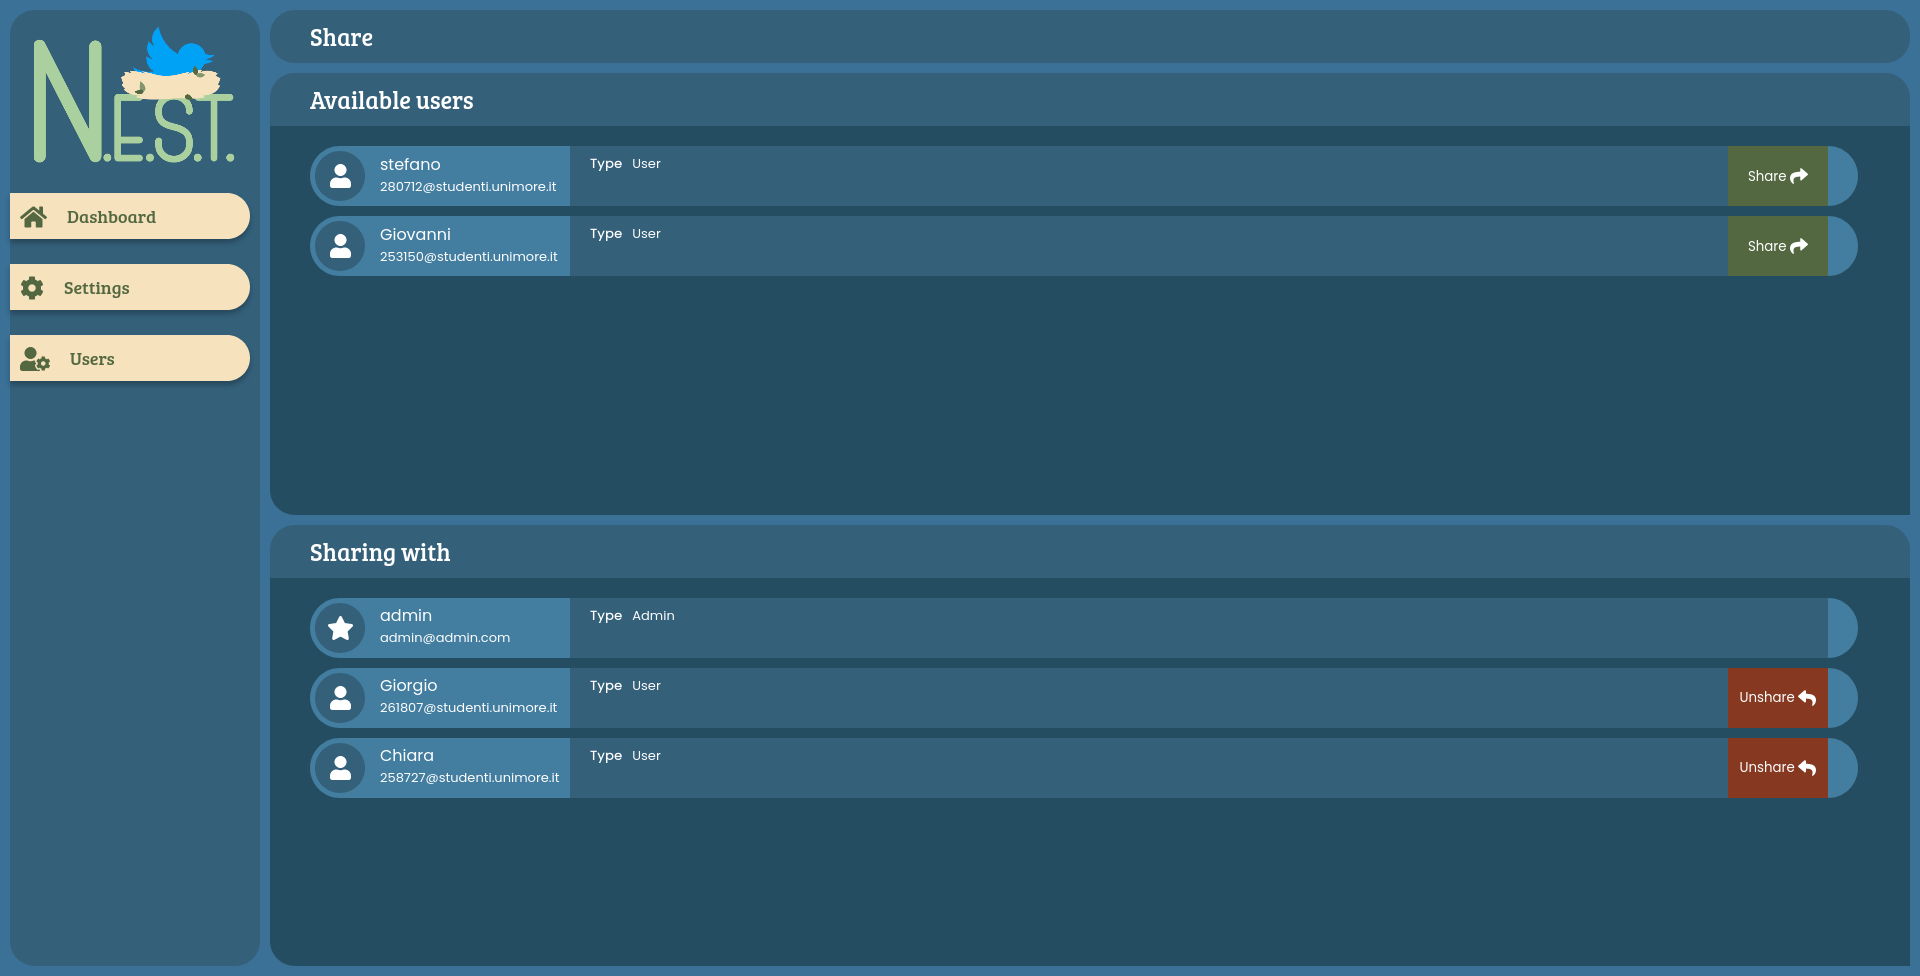 N.E.S.T.
Dashboard
Settings
Users
Share
Available users
stefano
280712@studenti.unimore.it
Type User
Share
Giovanni
253150@studenti.unimore.it
Type User
Share
Sharing with
admin
admin@admin.com
Type Admin
Giorgio
261807@studenti.unimore.it
Type User
Unshare
Chiara
258727@studenti.unimore.it
Type User
Unshare